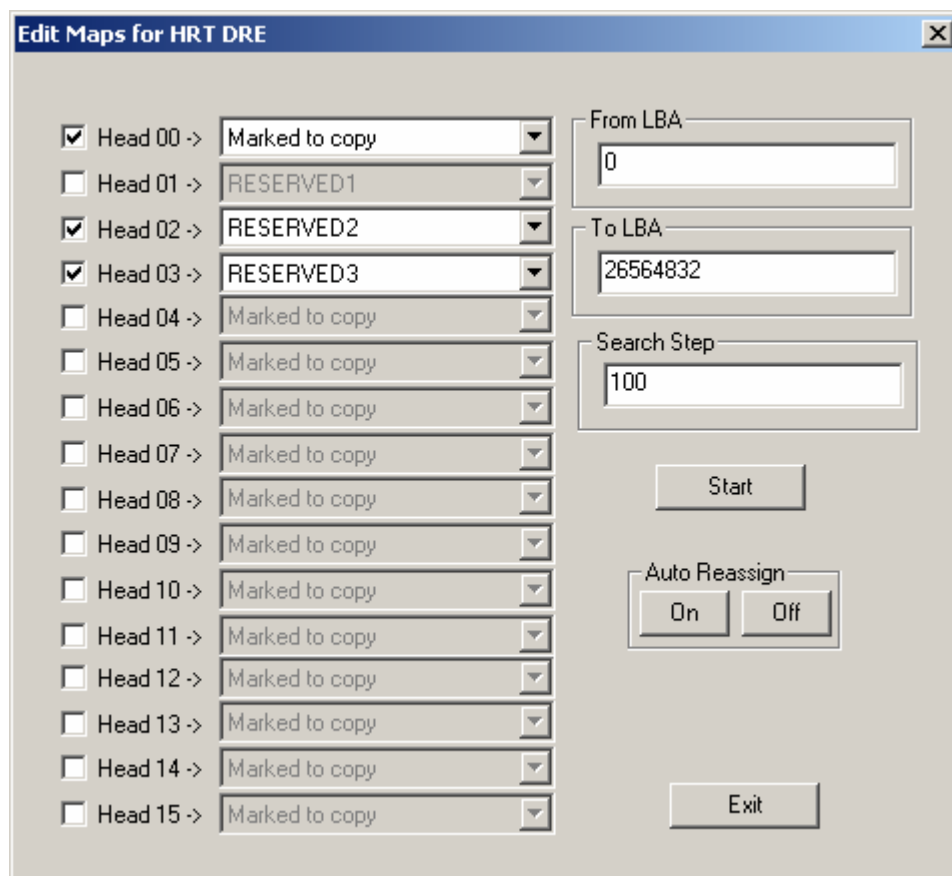 Edit Maps for HRT DRE
Head 00 -> Marked to copy
Head 01 -> RESERVED1
Head 02 -> RESERVED2
Head 03 -> RESERVED3
Head 04 -> Marked to copy
Head 05 -> Marked to copy
Head 06 -> Marked to copy
Head 07 -> Marked to copy
Head 08 -> Marked to copy
Head 09 -> Marked to copy
Head 10 -> Marked to copy
Head 11 -> Marked to copy
Head 12 -> Marked to copy
Head 13 -> Marked to copy
Head 14 -> Marked to copy
Head 15 -> Marked to copy
From LBA
0
To LBA
26564832
Search Step
100
Start
Auto Reassign
On Off
Exit